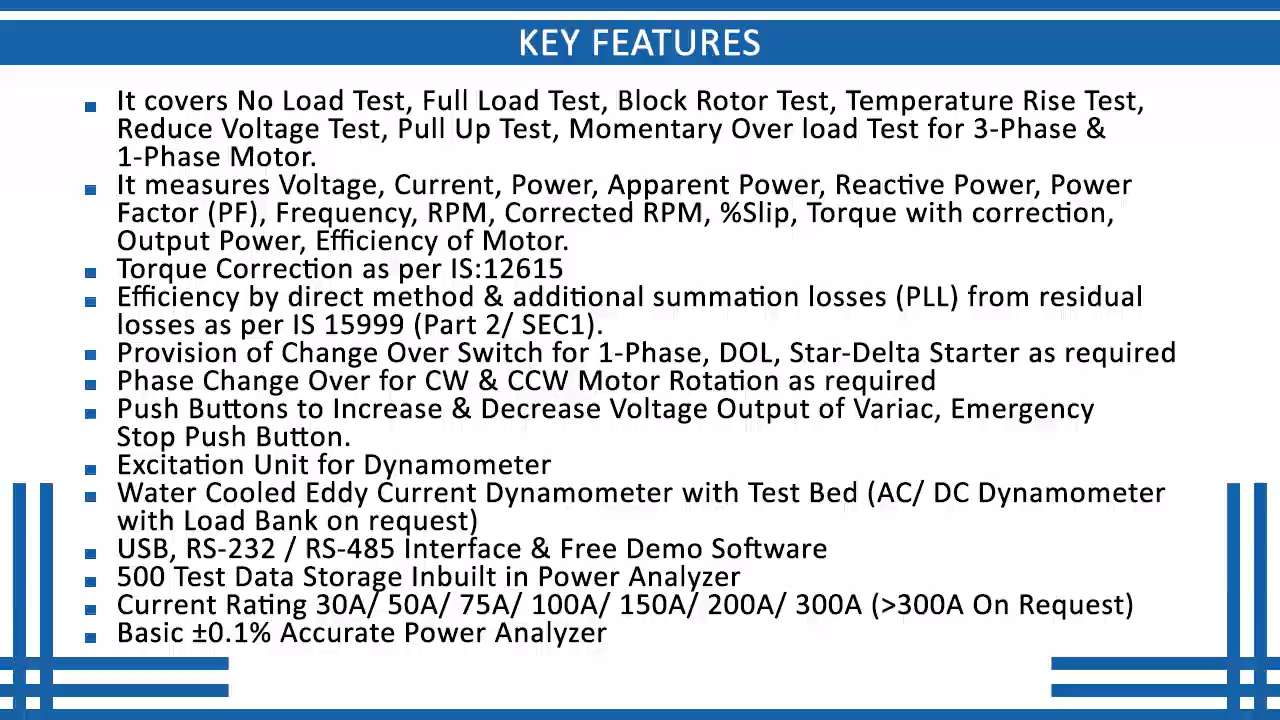 KEY FEATURES
It covers No Load Test, Full Load Test, Block Rotor Test, Temperature Rise Test,
Reduce Voltage Test, Pull Up Test, Momentary Over load Test for 3-Phase &
1-Phase Motor.
It measures Voltage, Current, Power, Apparent Power, Reactive Power, Power
Factor (PF), Frequency, RPM, Corrected RPM, %Slip, Torque with correction,
Output Power, Efficiency of Motor.
Torque Correction as per IS:12615
Efficiency by direct method & additional summation losses (PLL) from residual
losses as per IS 15999 (Part 2/ SEC1).
Provision of Change Over Switch for 1-Phase, DOL, Star-Delta Starter as required
Phase Change Over for CW & CCW Motor Rotation as required
Push Buttons to Increase & Decrease Voltage Output of Variac, Emergency
Stop Push Button.
Excitation Unit for Dynamometer
Water Cooled Eddy Current Dynamometer with Test Bed (AC/ DC Dynamometer
with Load Bank on request)
USB, RS-232 / RS-485 Interface & Free Demo Software
500 Test Data Storage Inbuilt in Power Analyzer
Current Rating 30A/ 50A/ 75A/ 100A/ 150A/ 200A/ 300A (>300A On Request)
Basic ±0.1% Accurate Power Analyzer